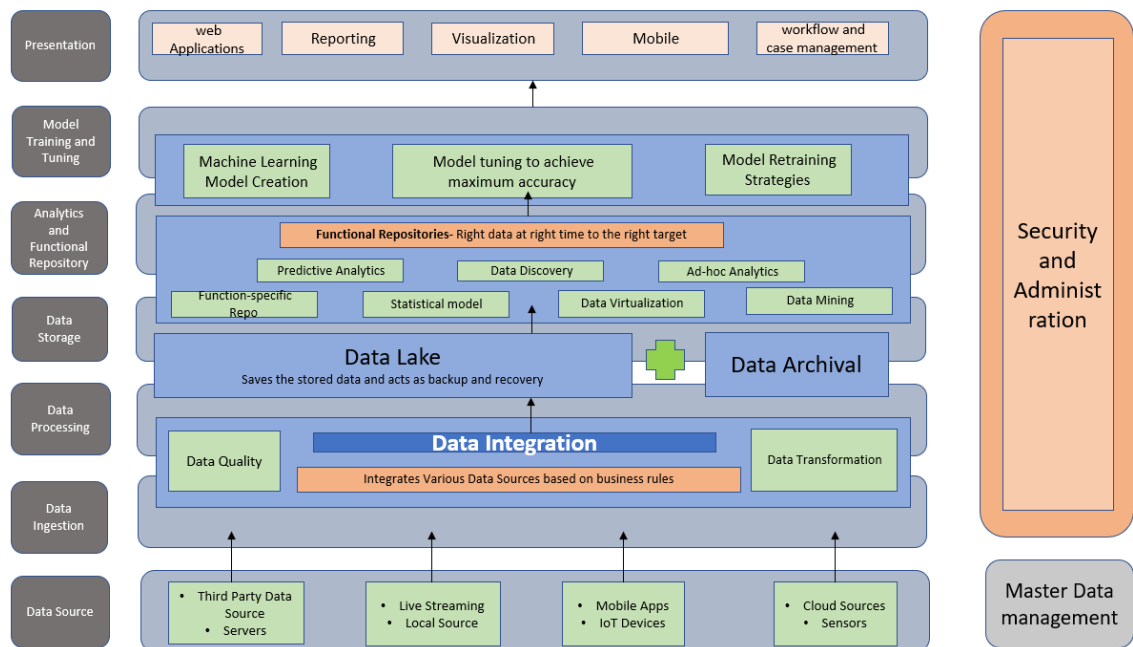 Presentation
web
Applications
Reporting
Visualization
Mobile
workflow and
case management
Model
Training and
Tuning
Machine Learning
Model Creation
Model tuning to achieve
maximum accuracy
Model Retraining
Strategies
Analytics
and
Functional
Repository
Functional Repositories- Right data at right time to the right target
Predictive Analytics
Data Discovery
Ad-hoc Analytics
Function-specific
Repo
Statistical model
Data Virtualization
Data Mining
Data
Storage
Data Lake
Saves the stored data and acts as backup and recovery
Data Archival
Data
Processing
Data Quality
Data Integration
Integrates Various Data Sources based on business rules
Data Transformation
Data
Ingestion
Data Source
• Third Party Data
Source
• Servers
• Live Streaming
• Local Source
• Mobile Apps
• IoT Devices
• Cloud Sources
• Sensors
Security
and
Administ
ration
Master Data
management